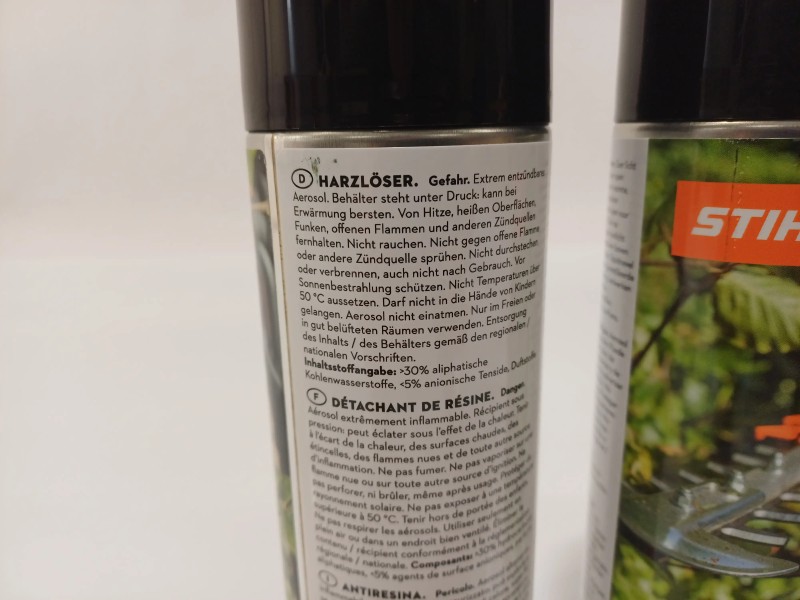 D HARZLÖSER. Gefahr. Extrem entzündbares
Aerosol. Behälter steht unter Druck: kann bei
Erwärmung bersten. Von Hitze, heißen Oberflächen,
Funken, offenen Flammen und anderen Zündquellen
fernhalten. Nicht rauchen. Nicht gegen offene Flamme
oder andere Zündquelle sprühen. Nicht durchstechen
oder verbrennen, auch nicht nach Gebrauch. Vor
Sonnenbestrahlung schützen. Nicht Temperaturen über
50 °C aussetzen. Darf nicht in die Hände von Kindern
gelangen. Aerosol nicht einatmen. Nur im Freien oder
in gut belüfteten Räumen verwenden. Entsorgung
des Inhalts / des Behälters gemäß den regionalen /
nationalen Vorschriften.
Inhaltsstoffangabe: >30% aliphatische
Kohlenwasserstoffe, <5% anionische Tenside, Duftstoffe
F DÉTACHANT DE RÉSINE. Danger.
Aérosol extrêmement inflammable. Récipient sous
pression: peut éclater sous l'effet de la chaleur. Tenir
à l'écart de la chaleur, des surfaces chaudes, des
étincelles, des flammes nues et de toute autre source
d'inflammation. Ne pas fumer. Ne pas vaporiser sur une
flamme nue ou sur toute autre source d'ignition. Ne
pas perforer, ni brûler, même après usage. Protéger du
rayonnement solaire. Ne pas exposer à une température
supérieure à 50 °C. Tenir hors de portée des enfants.
Ne pas respirer les aérosols. Utiliser seulement en
plein air ou dans un endroit bien ventilé. Éliminer le
contenu / récipient conformément à la réglementation
régionale / nationale. Composants: >30% hydrocarbures
aliphatiques, <5% agents de surface anioniques,
I ANTIRESINA. Pericolo. Aerosol
STIH